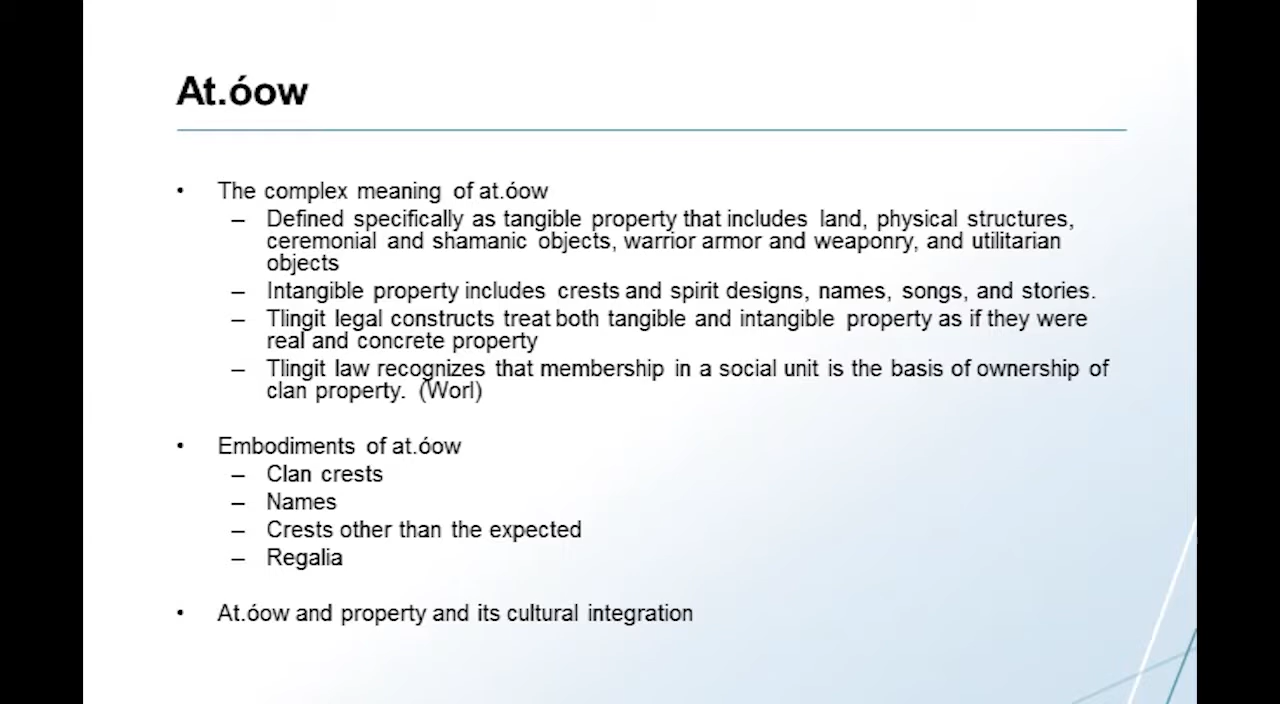 At.óow
• The complex meaning of at.óow
– Defined specifically as tangible property that includes land, physical structures,
ceremonial and shamanic objects, warrior armor and weaponry, and utilitarian
objects
– Intangible property includes crests and spirit designs, names, songs, and stories.
– Tlingit legal constructs treat both tangible and intangible property as if they were
real and concrete property
– Tlingit law recognizes that membership in a social unit is the basis of ownership of
clan property. (Worl)
• Embodiments of at.óow
– Clan crests
– Names
– Crests other than the expected
– Regalia
• At.óow and property and its cultural integration